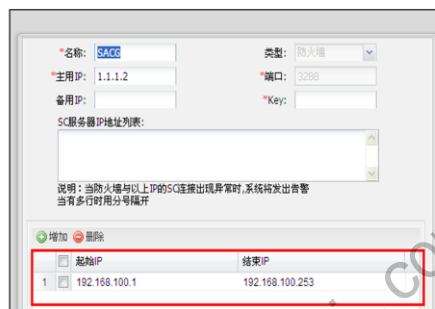 *名称: SACG 类型: 防火墙
*主用IP: 1.1.1.2 *端口: 3288
备用IP: *Key:
SC服务器IP地址列表:
说明：当防火墙与以上IP的SC连接出现异常时,系统将发出告警
当有多行时用分号隔开
增加 删除
起始IP 结束IP
1 192.168.100.1 192.168.100.253